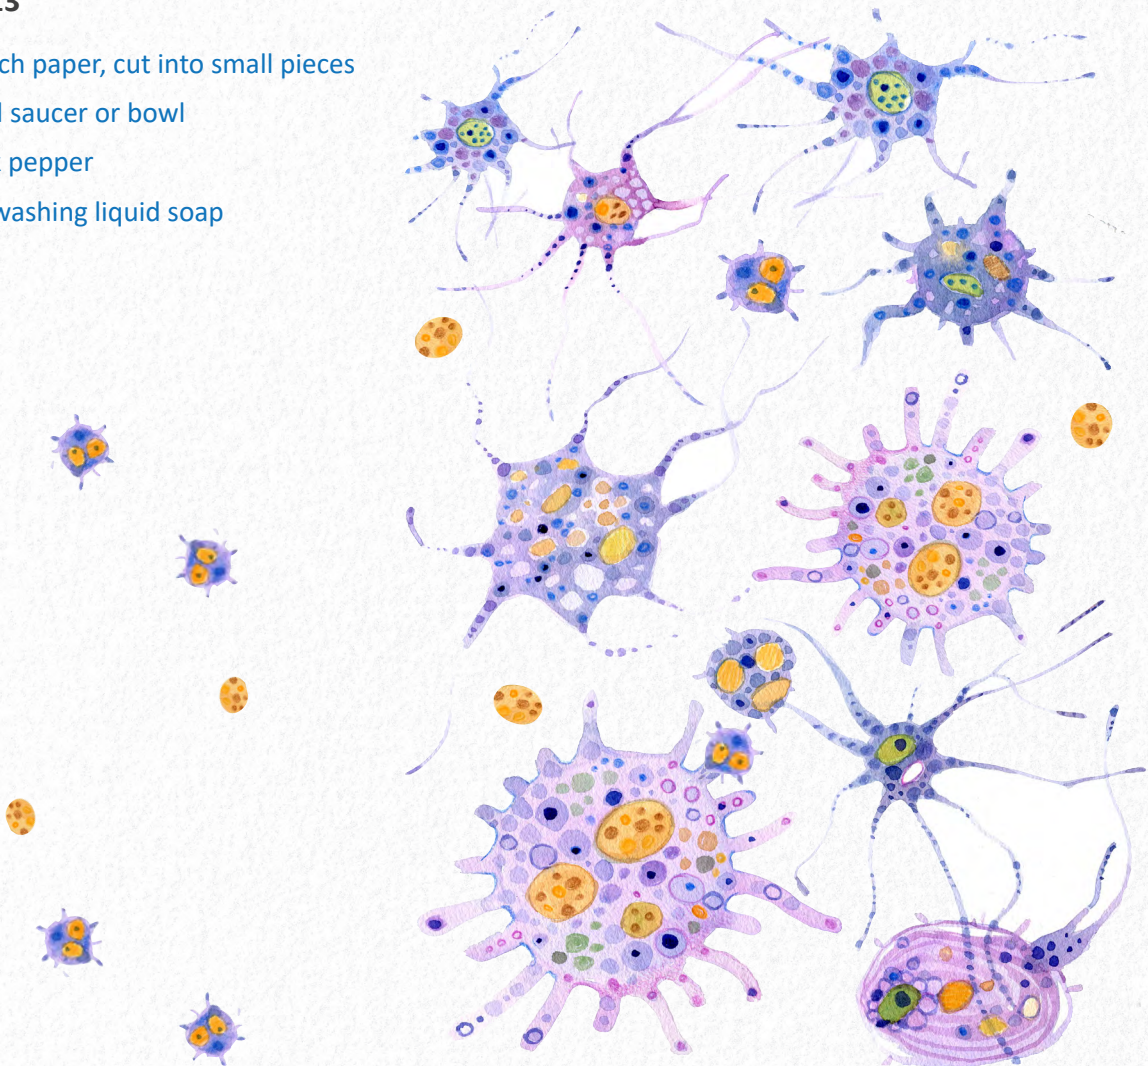 ch paper, cut into small pieces
saucer or bowl
pepper
washing liquid soap